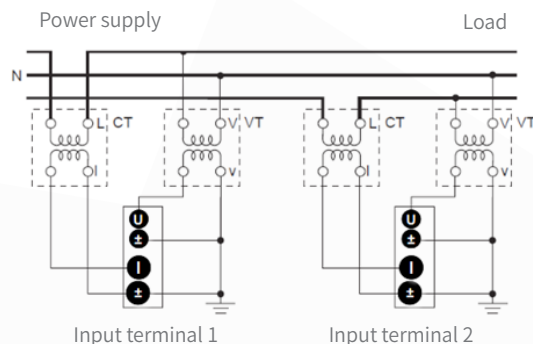 Power supply Load
N
L CT V VT L CT V VT
l v l v
U U
± ±
I I
± ±
Input terminal 1 Input terminal 2